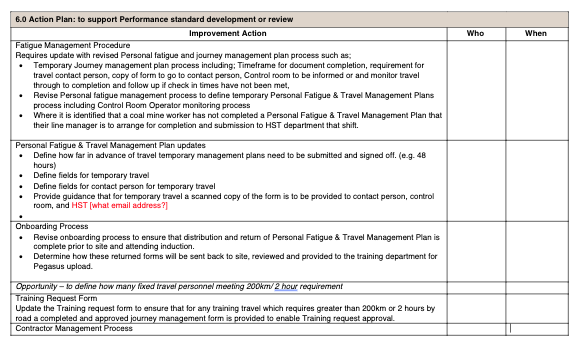 6.0 Action Plan: to support Performance standard development or review
Improvement Action Who When
Fatigue Management Procedure
Requires update with revised Personal fatigue and journey management plan process such as;
• Temporary Journey management plan process including; Timeframe for document completion, requirement for
travel contact person, copy of form to go to contact person, Control room to be informed or and monitor travel
through to completion and follow up if check in times have not been met,
• Revise Personal fatigue management process to define temporary Personal Fatigue & Travel Management Plans
process including Control Room Operator monitoring process
• Where it is identified that a coal mine worker has not completed a Personal Fatigue & Travel Management Plan that
their line manager is to arrange for completion and submission to HST department that shift.
Personal Fatigue & Travel Management Plan updates
• Define how far in advance of travel temporary management plans need to be submitted and signed off. (e.g. 48
hours)
• Define fields for temporary travel
• Define fields for contact person for temporary travel
• Provide guidance that for temporary travel a scanned copy of the form is to be provided to contact person, control
room, and HST [what email address?]
•
Onboarding Process
• Revise onboarding process to ensure that distribution and return of Personal Fatigue & Travel Management Plan is
complete prior to site and attending induction.
• Determine how these returned forms will be sent back to site, reviewed and provided to the training department for
Pegasus upload.
Opportunity – to define how many fixed travel personnel meeting 200km/ 2 hour requirement
Training Request Form
Update the Training request form to ensure that for any training travel which requires greater than 200km or 2 hours by
road a completed and approved journey management form is provided to enable Training request approval.
Contractor Management Process